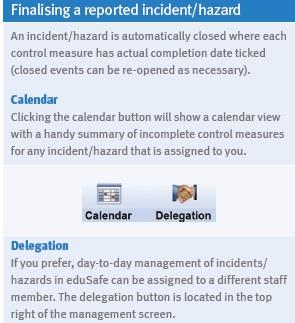 Finalising a reported incident/hazard
An incident/hazard is automatically closed where each
control measure has actual completion date ticked
(closed events can be re-opened as necessary).
Calendar
Clicking the calendar button will show a calendar view
with a handy summary of incomplete control measures
for any incident/hazard that is assigned to you.
Calendar Delegation
Delegation
If you prefer, day-to-day management of incidents/
hazards in eduSafe can be assigned to a different staff
member. The delegation button is located in the top
right of the management screen.